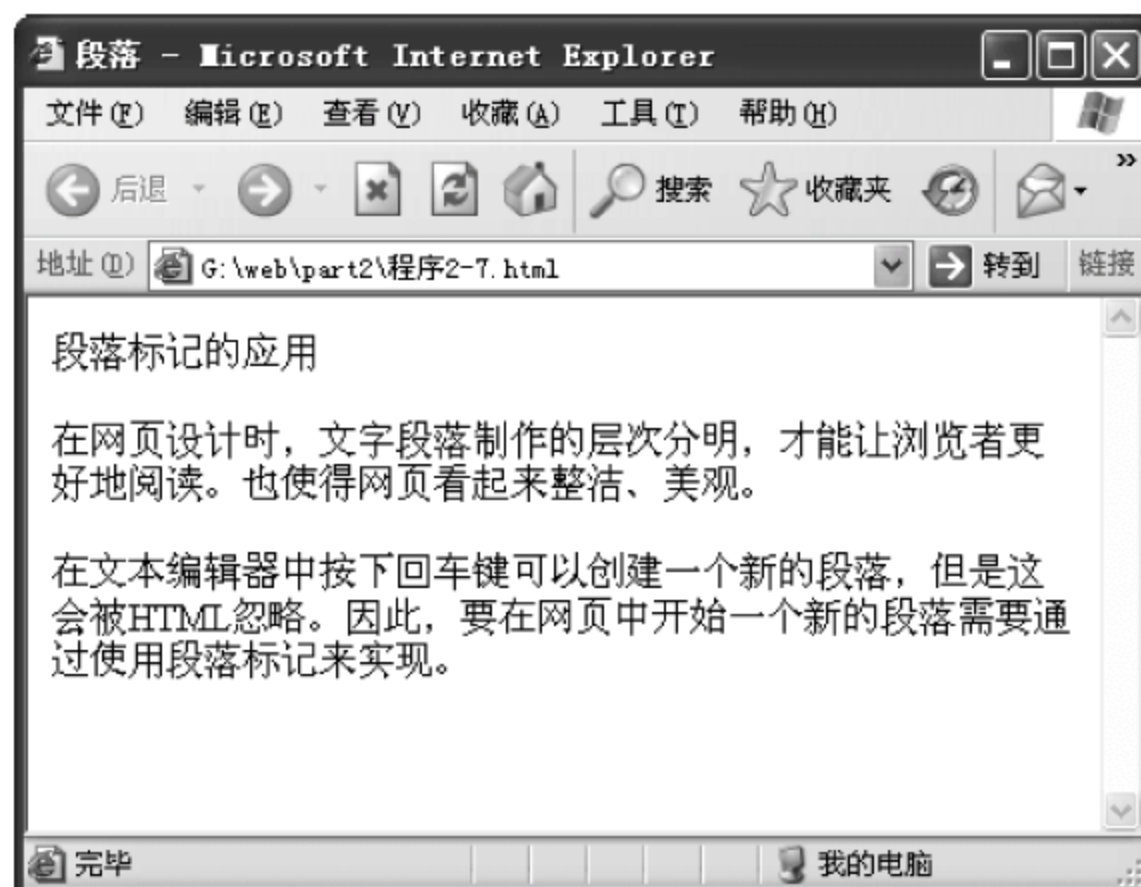 段落 - Microsoft Internet Explorer
文件(F) 编辑(E) 查看(V) 收藏(A) 工具(T) 帮助(H)
后退 搜索 收藏夹 »
地址(D) G:\web\part2\程序2-7.html 转到 链接
段落标记的应用
在网页设计时，文字段落制作的层次分明，才能让浏览者更
好地阅读。也使得网页看起来整洁、美观。
在文本编辑器中按下回车键可以创建一个新的段落，但是这
会被HTML忽略。因此，要在网页中开始一个新的段落需要通
过使用段落标记来实现。
完毕 我的电脑